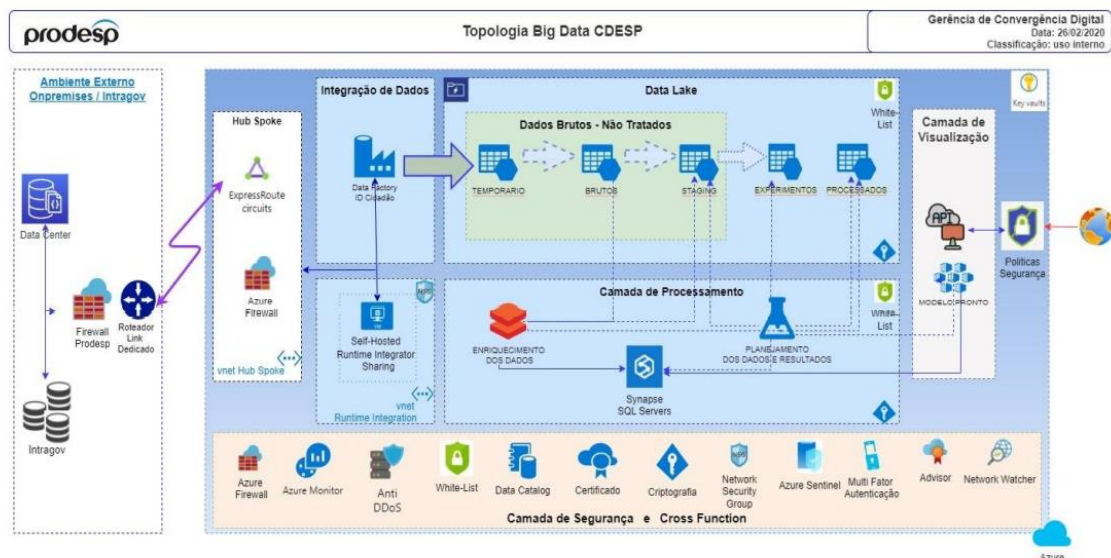 prodesp
Topologia Big Data CDESP
Gerência de Convergência Digital
Data: 26/02/2020
Classificação: uso interno
Ambiente Externo
Onpremises / Intragov
Data Center
Firewall
Prodesp
Roteador
Link
Dedicado
Intragov
Hub Spoke
ExpressRoute
circuits
Azure
Firewall
vnet Hub Spoke
Integração de Dados
Data Factory
ID Cidadão
NSG
Self-Hosted
Runtime Integrator
Sharing
vnet
Runtime Integration
Data Lake
White-
List
Dados Brutos - Não Tratados
TEMPORARIO
BRUTOS
STAGING
EXPERIMENTOS
PROCESSADOS
Camada de Processamento
White-
List
ENRIQUECIMENTO
DOS DADOS
PLANEJAMENTO
DOS DADOS E RESULTADOS
Synapse
SQL Servers
Key vaults
Camada de
Visualização
API
MODELO PRONTO
Políticas
Segurança
Azure
Firewall
Azure Monitor
Anti
DDoS
White-List
Data Catalog
Certificado
Criptografia
NSG
Network
Security
Group
Azure Sentinel
Multi Fator
Autenticação
Advisor
Network Watcher
Camada de Segurança e Cross Function
Azure